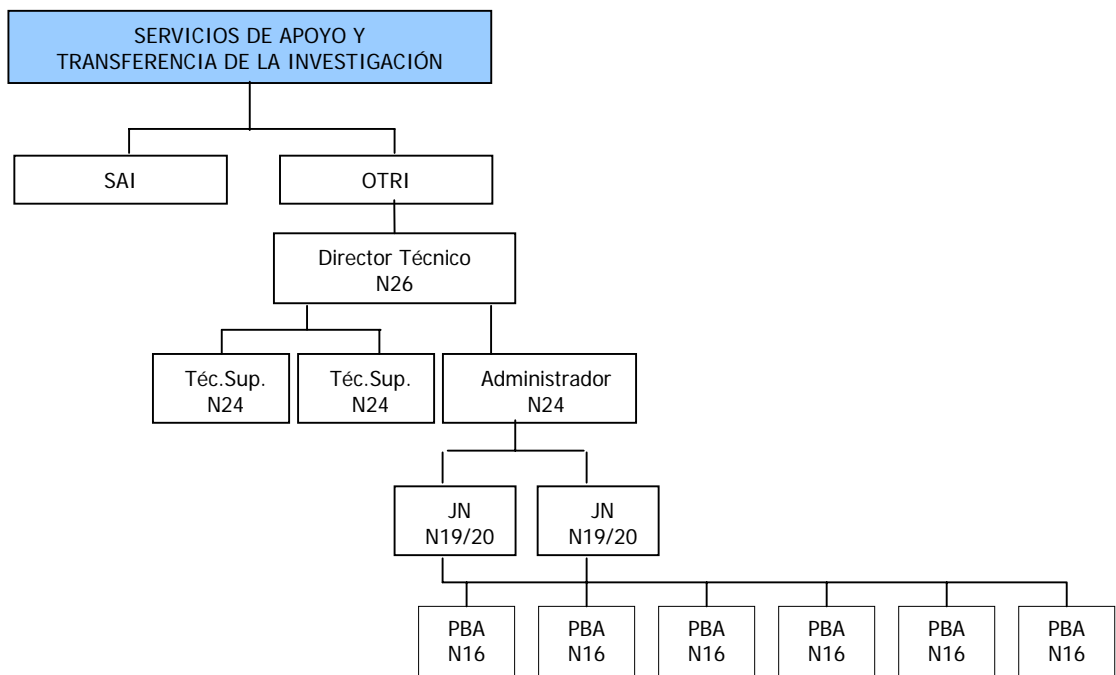 SERVICIOS DE APOYO Y
TRANSFERENCIA DE LA INVESTIGACIÓN
SAI
OTRI
Director Técnico
N26
Téc.Sup.
N24
Téc.Sup.
N24
Administrador
N24
JN
N19/20
JN
N19/20
PBA
N16
PBA
N16
PBA
N16
PBA
N16
PBA
N16
PBA
N16